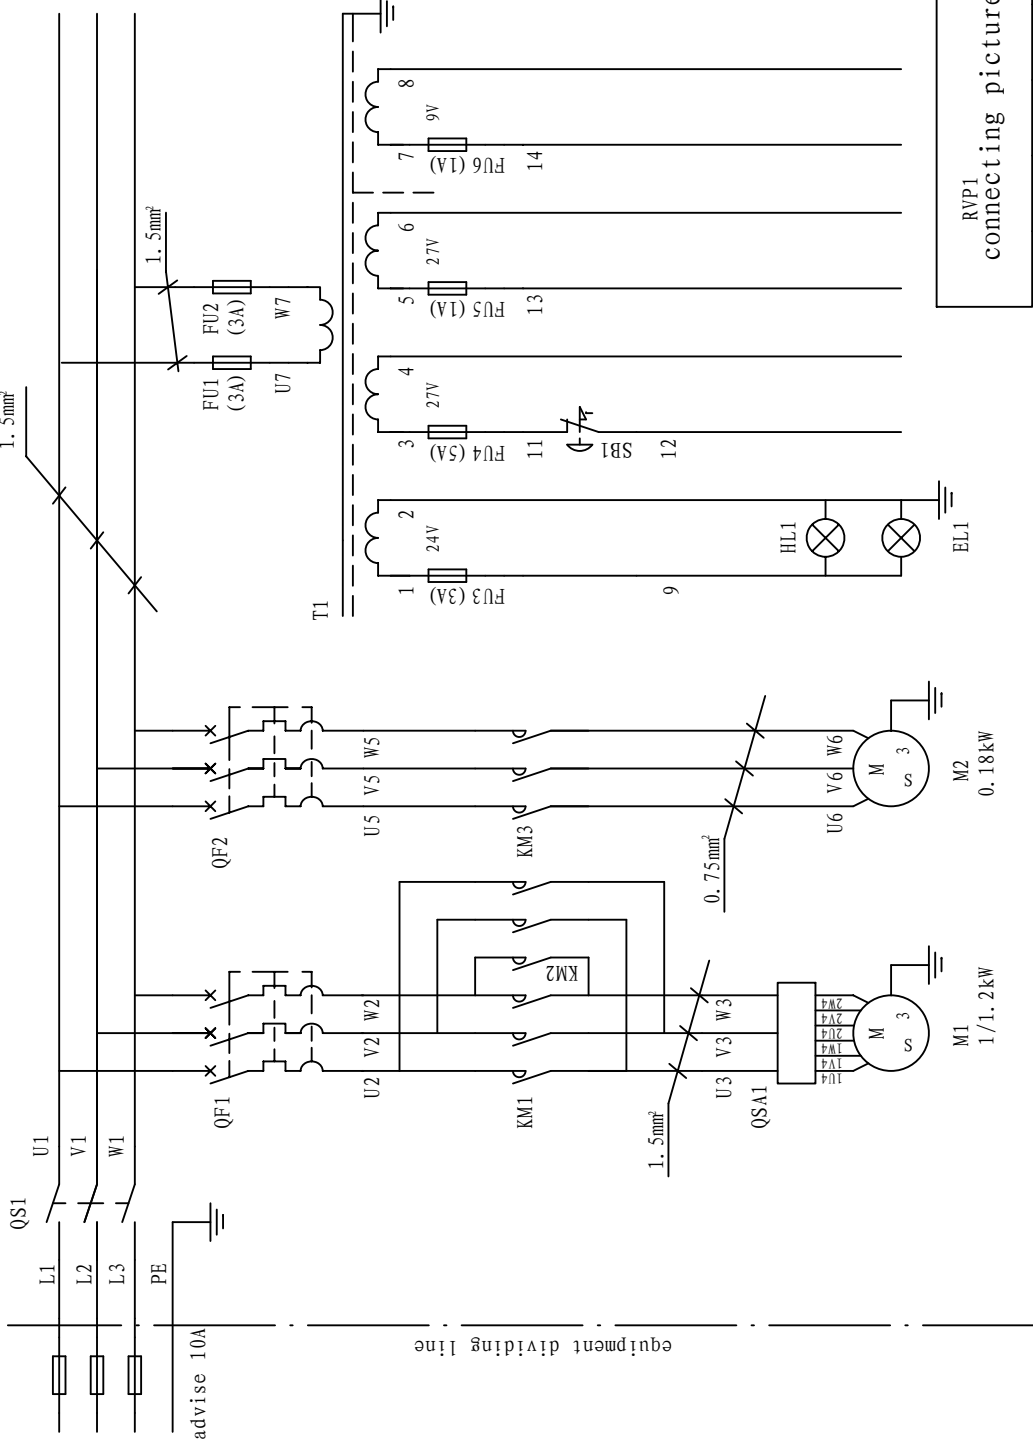 QS1
U1
V1
W1
L1
L2
L3
PE
advise 10A
equipment dividing line
1.5mm²
1.5mm²
QF1
U2
V2
W2
KM1
KM2
1.5mm²
U3
V3
W3
QSA1
1U4
1V4
1W4
2U4
2V4
2W4
M
3
S
M1
1/1.2kW
QF2
U5
V5
W5
KM3
0.75mm²
U6
V6
W6
M
3
S
M2
0.18kW
FU1
(3A)
FU2
(3A)
U7
W7
T1
1
2
24V
FU3(3A)
9
HL1
EL1
3
4
27V
FU4(5A)
11
SB1
12
5
6
27V
FU5(1A)
13
7
8
9V
FU6(1A)
14
RVP1
connecting picture